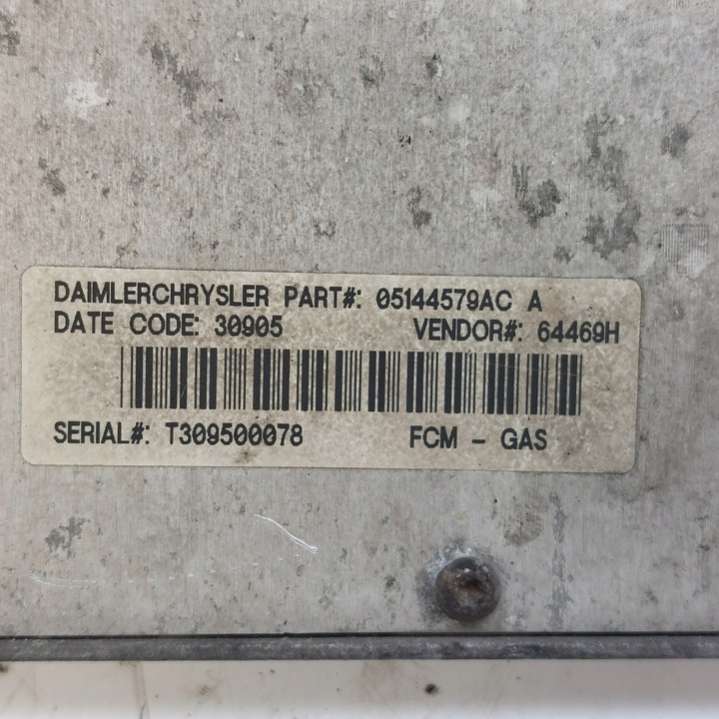 DAIMLERCHRYSLER PART#: 05144579AC A
DATE CODE: 30905 VENDOR#: 64469H
SERIAL#: T309500078 FCM - GAS